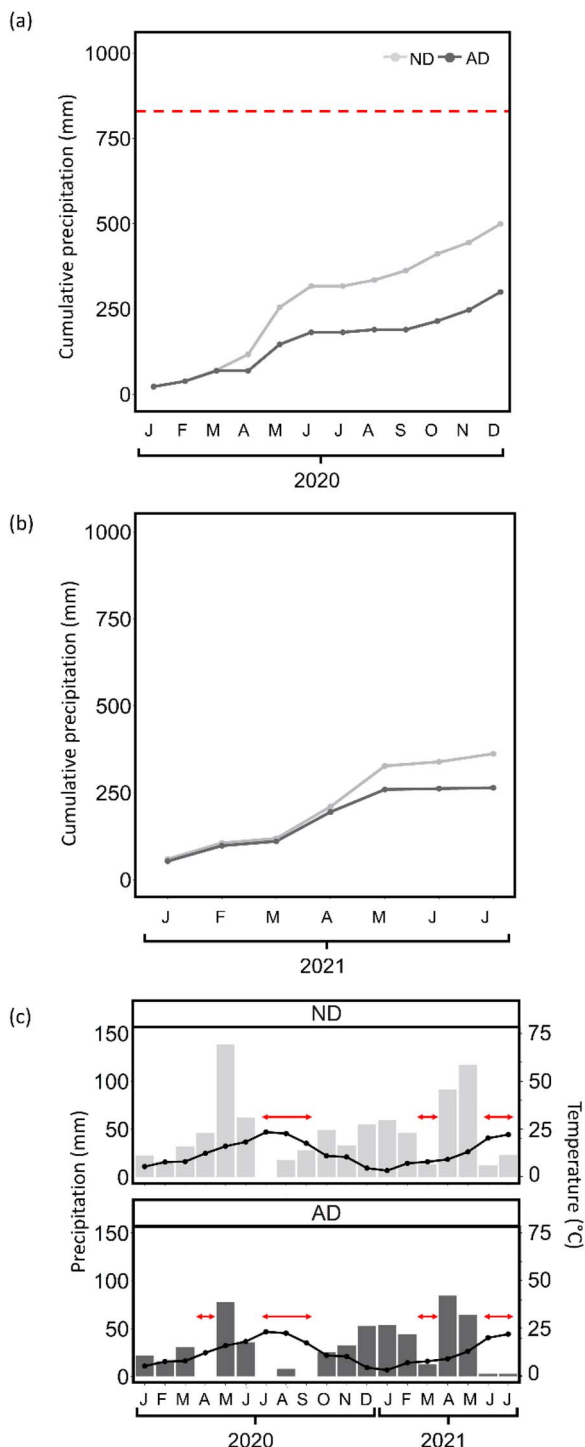 (a)
ND AD
1000
750
500
250
0
Cumulative precipitation (mm)
J F M A M J J A S O N D
2020
(b)
1000
750
500
250
0
Cumulative precipitation (mm)
J F M A M J J
2021
(c)
ND
150
100
50
0
75
50
25
0
Precipitation (mm)
Temperature (°C)
AD
150
100
50
0
75
50
25
0
J F M A M J J A S O N D J F M A M J J
2020 2021